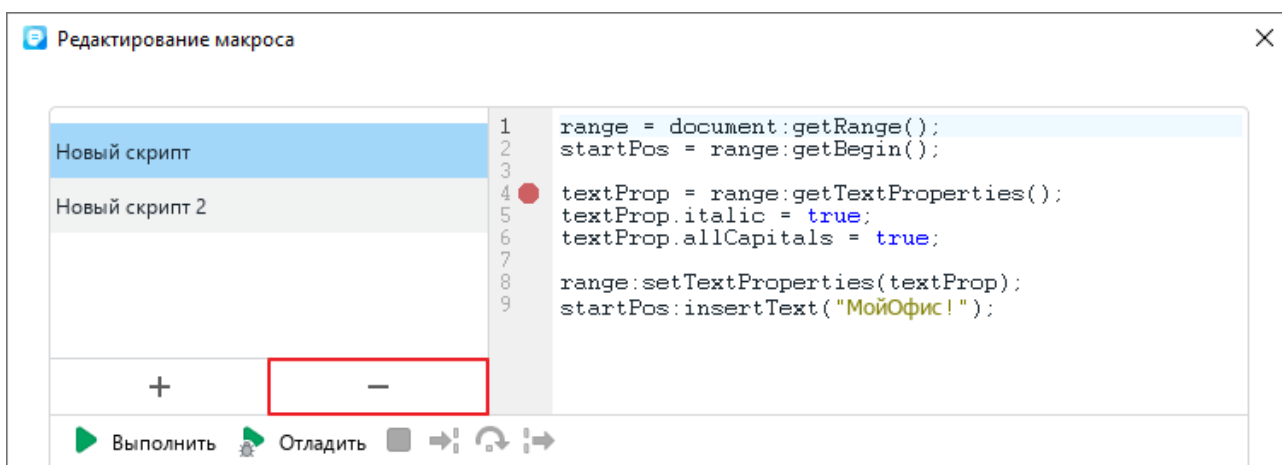 Редактирование макроса
Новый скрипт
Новый скрипт 2
1 range = document:getRange();
2 startPos = range:getBegin();
3
4 textProp = range:getTextProperties();
5 textProp.italic = true;
6 textProp.allCapitals = true;
7
8 range:setTextProperties(textProp);
9 startPos:insertText("МойОфис!");
+ −
Выполнить Отладить